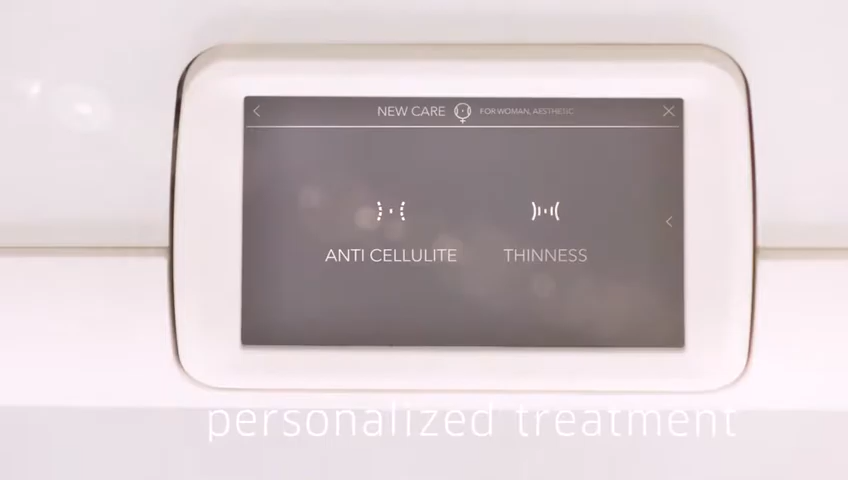 NEW CARE FOR WOMAN, AESTHETIC
ANTI CELLULITE THINNESS
personalized treatment